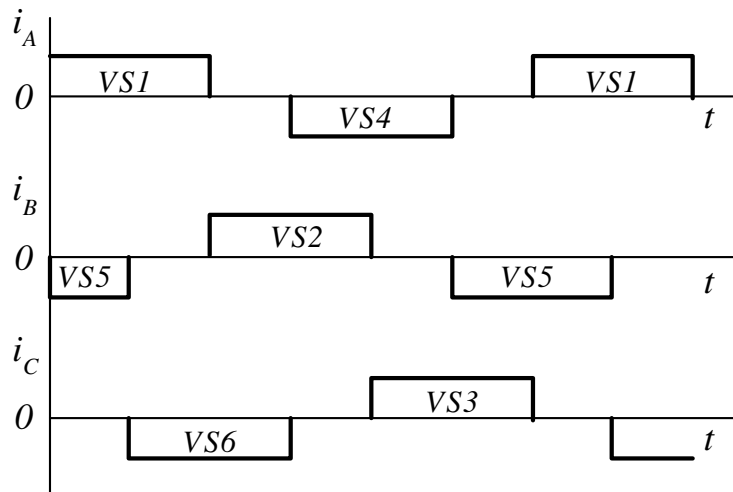 i_A
VS1 VS1
0
VS4 t
i_B
VS2
0
VS5 VS5 t
i_C
VS3
0
VS6 t